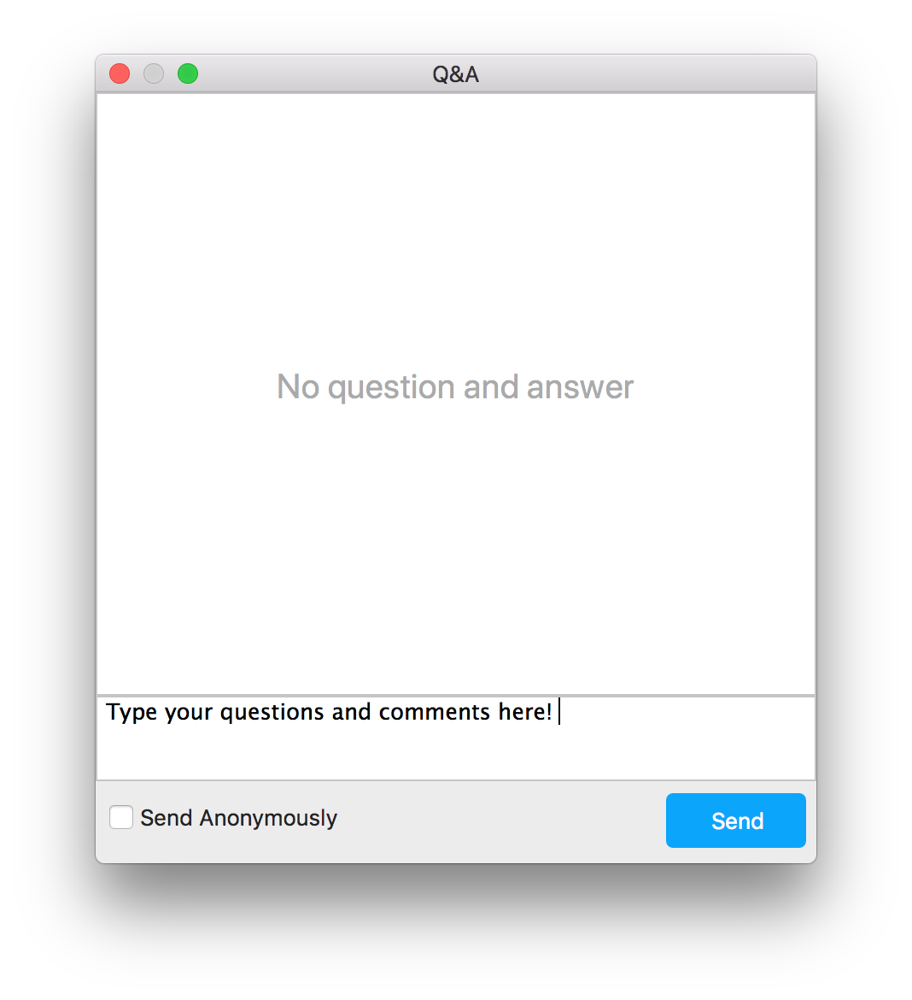 Q&A
No question and answer
Type your questions and comments here!
Send Anonymously
Send